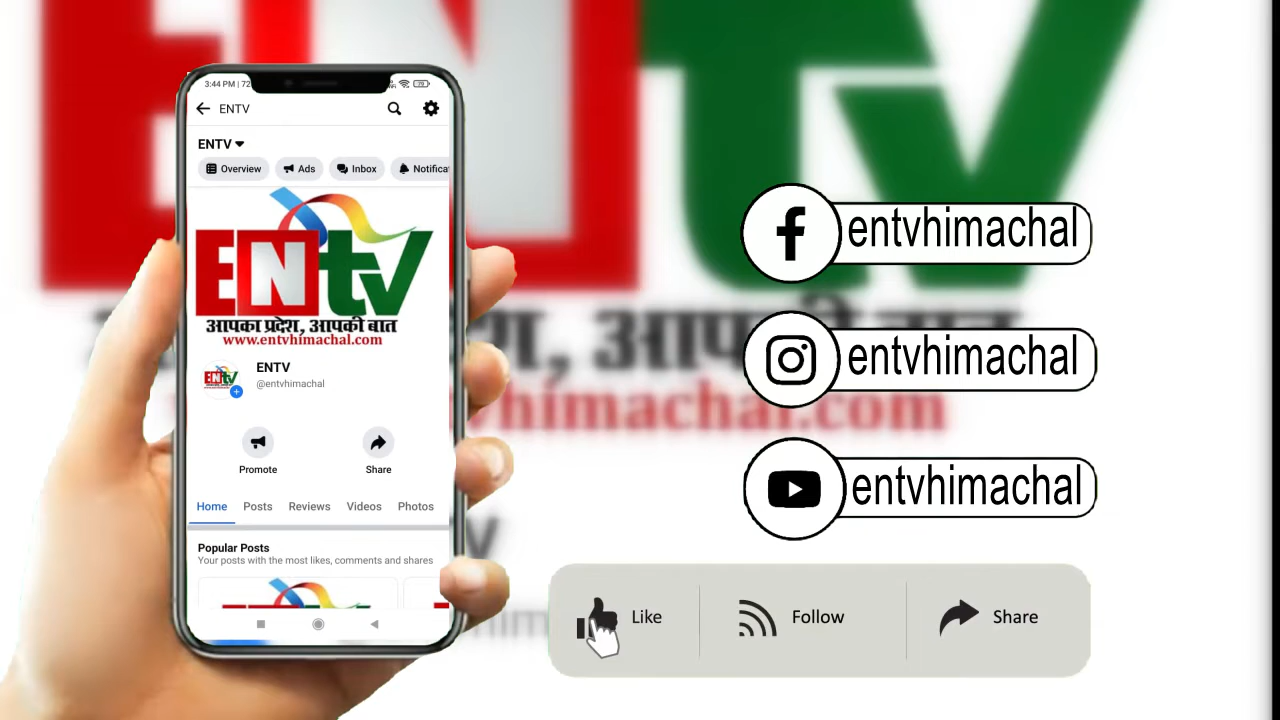 3:44 PM | 72
ENTV
ENTV
Overview
Ads
Inbox
Notifica
ENtv
आपका प्रदेश, आपकी बात
www.entvhimachal.com
ENTV
@entvhimachal
Promote
Share
Home
Posts
Reviews
Videos
Photos
Popular Posts
Your posts with the most likes, comments and shares
entvhimachal
entvhimachal
entvhimachal
Like
Follow
Share